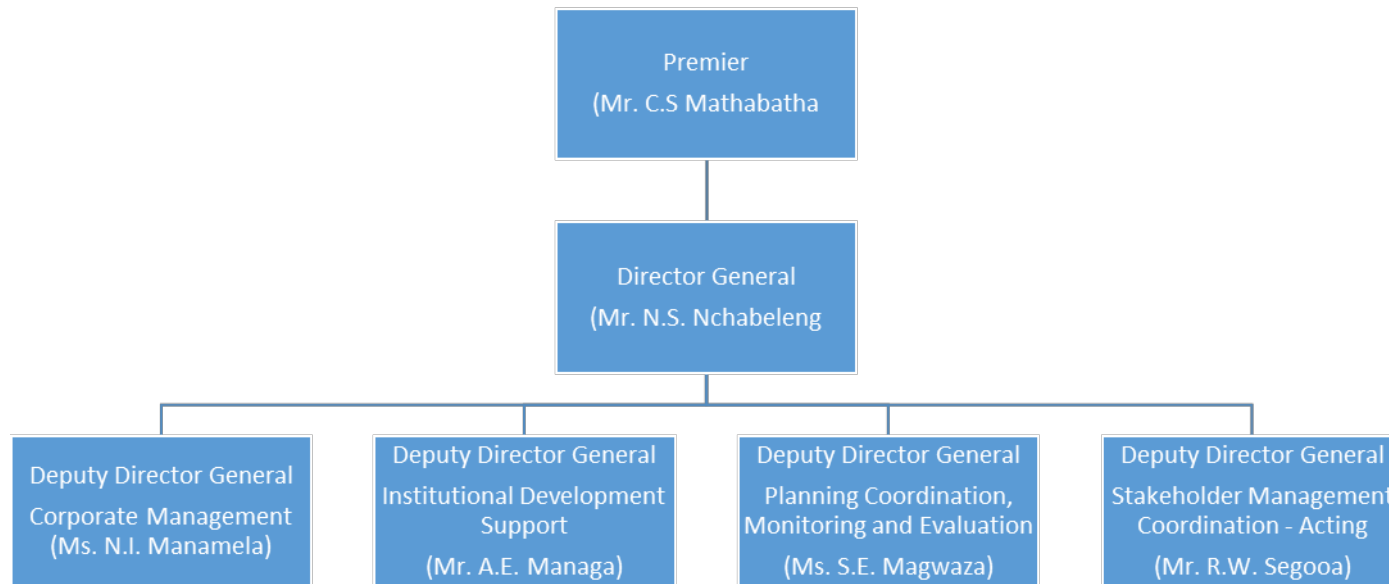 Premier
(Mr. C.S Mathabatha
Director General
(Mr. N.S. Nchabeleng
Deputy Director General
Corporate Management
(Ms. N.I. Manamela)
Deputy Director General
Institutional Development
Support
(Mr. A.E. Managa)
Deputy Director General
Planning Coordination,
Monitoring and Evaluation
(Ms. S.E. Magwaza)
Deputy Director General
Stakeholder Management
Coordination - Acting
(Mr. R.W. Segooa)